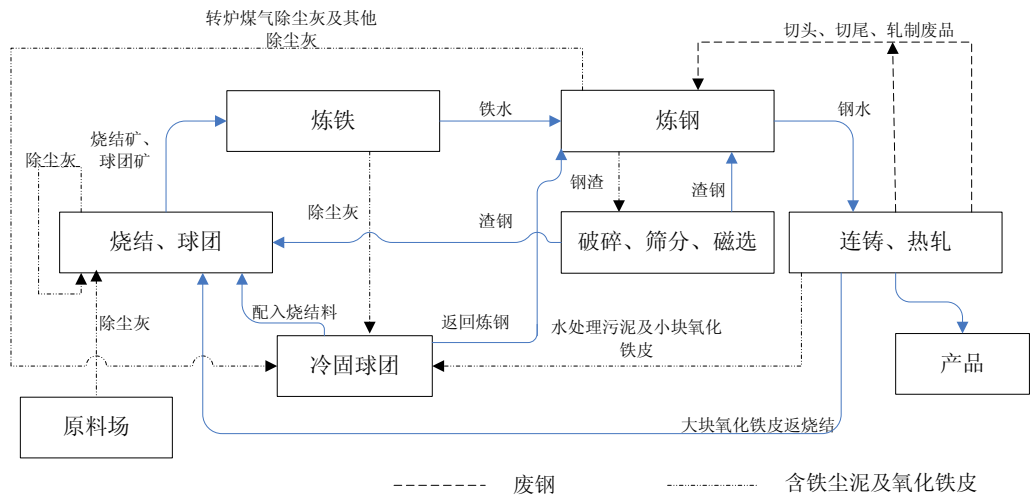 转炉煤气除尘灰及其他
除尘灰
切头、切尾、轧制废品
炼铁
铁水
炼钢
钢水
烧结矿、
球团矿
除尘灰
钢渣
渣钢
除尘灰
渣钢
烧结、球团
破碎、筛分、磁选
连铸、热轧
配入烧结料
返回炼钢
除尘灰
水处理污泥及小块氧化
铁皮
冷固球团
产品
原料场
大块氧化铁皮返烧结
废钢
含铁尘泥及氧化铁皮